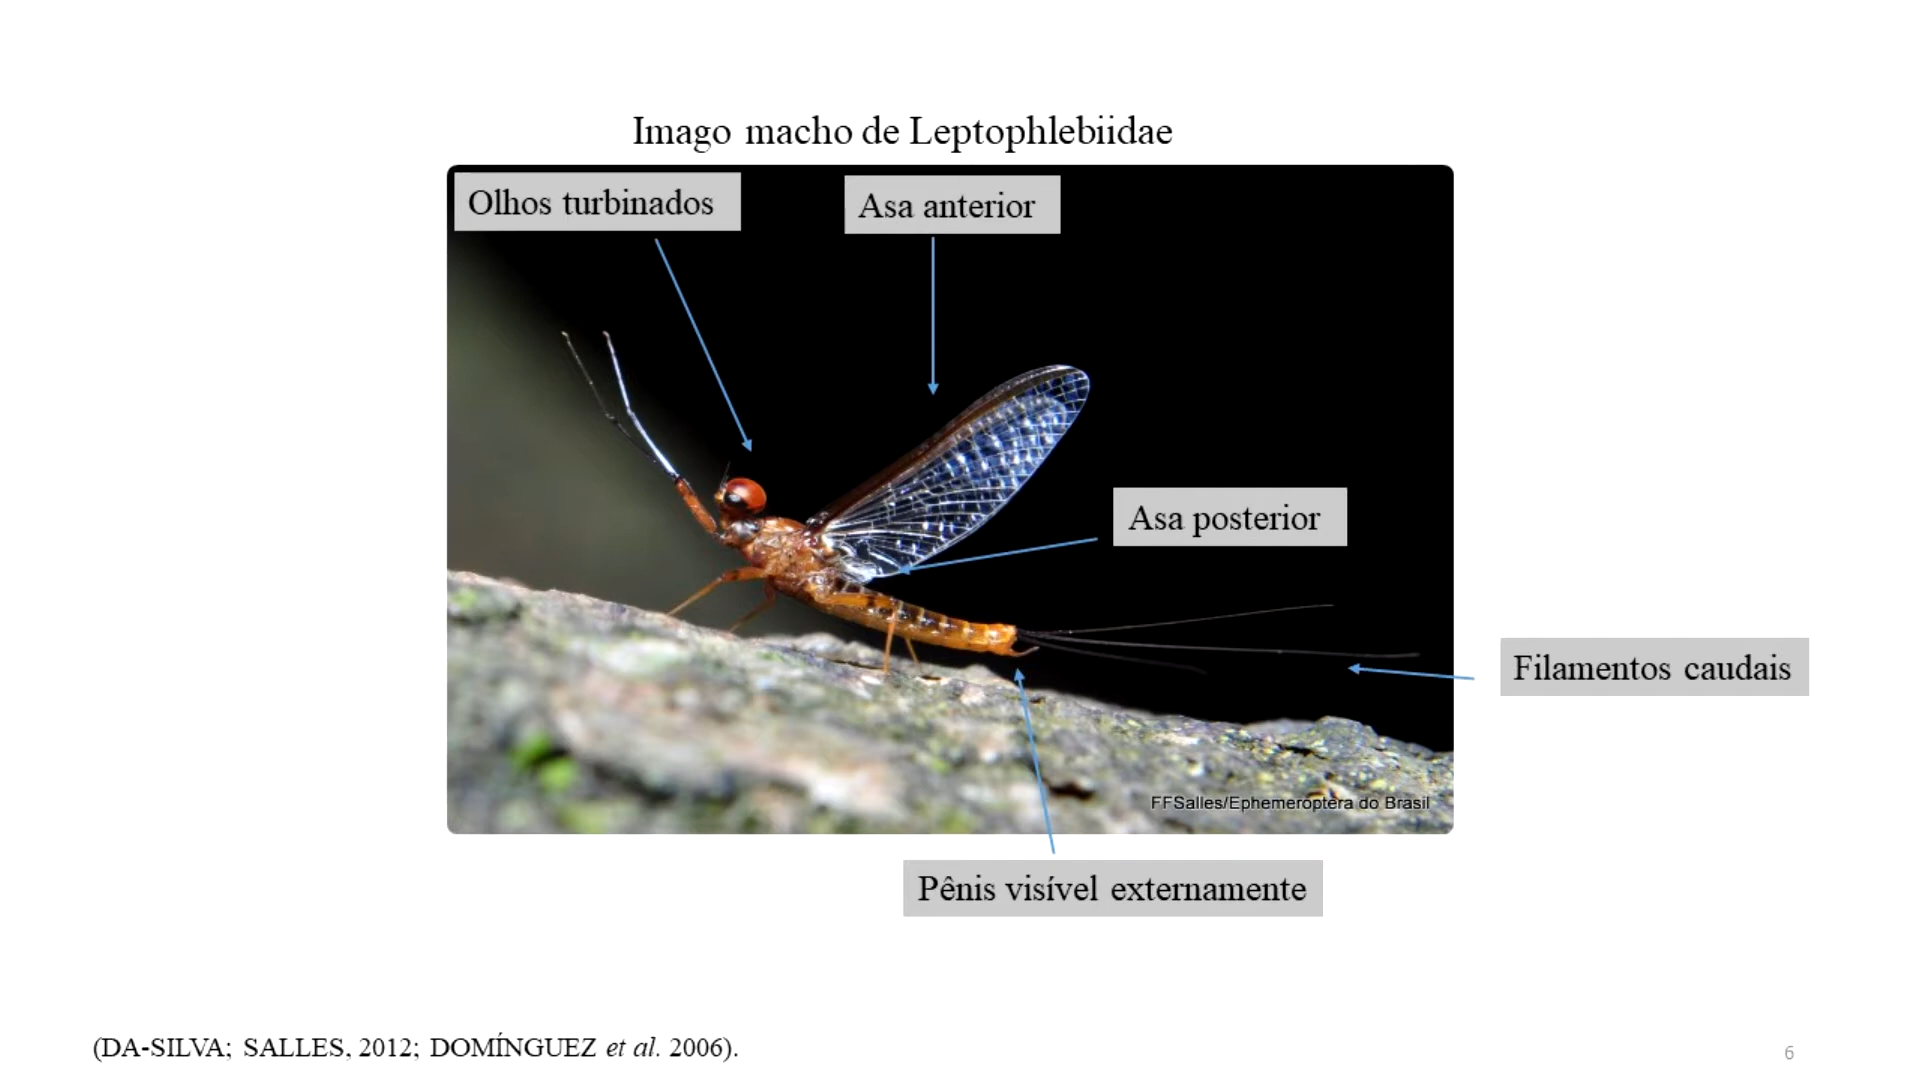 Imago macho de Leptophlebiidae
Olhos turbinados
Asa anterior
Asa posterior
Filamentos caudais
FFSalles/Ephemeroptera do Brasil
Pênis visível externamente
(DA-SILVA; SALLES, 2012; DOMÍNGUEZ et al. 2006).
6